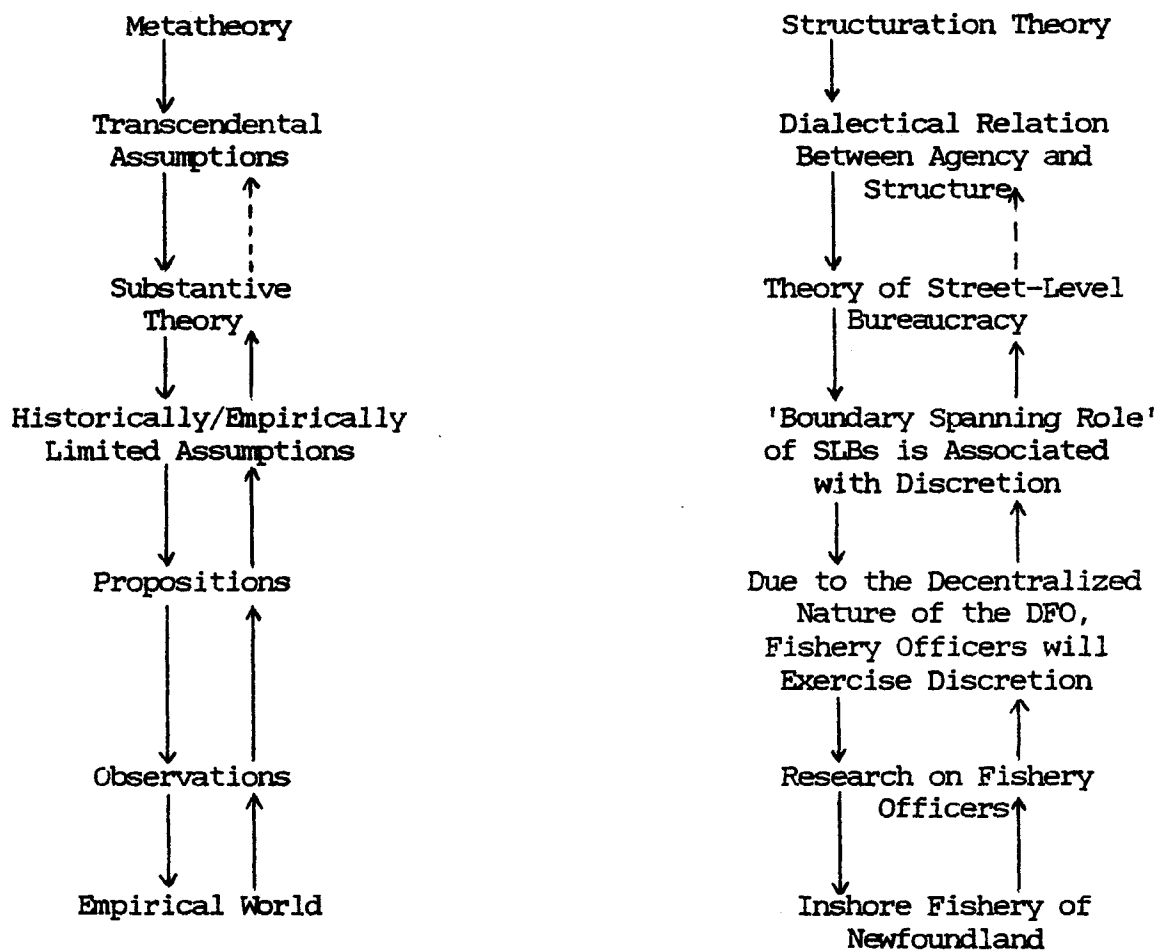 Metatheory
Transcendental
Assumptions
Substantive
Theory
Historically/Empirically
Limited Assumptions
Propositions
Observations
Empirical World
Structuration Theory
Dialectical Relation
Between Agency and
Structure
Theory of Street-Level
Bureaucracy
'Boundary Spanning Role'
of SLBs is Associated
with Discretion
Due to the Decentralized
Nature of the DFO,
Fishery Officers will
Exercise Discretion
Research on Fishery
Officers
Inshore Fishery of
Newfoundland